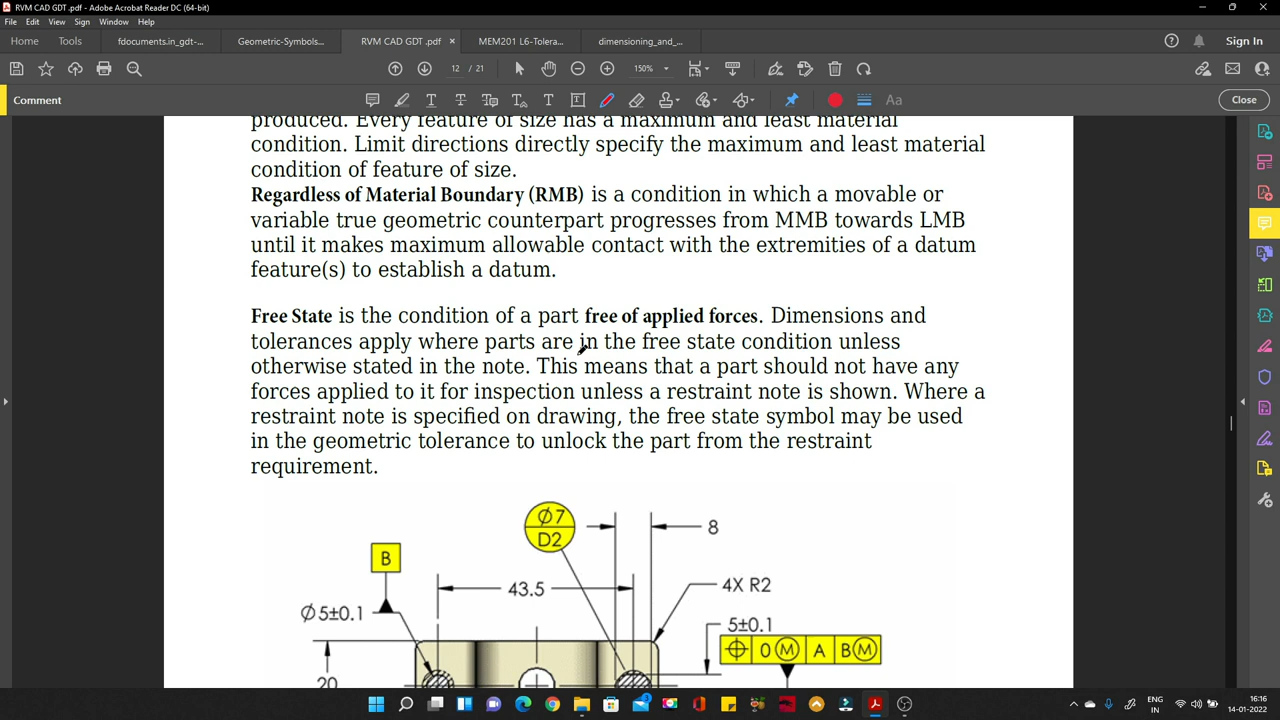 RVM CAD GDT .pdf - Adobe Acrobat Reader DC (64-bit)
File Edit View Sign Window Help
Home Tools fdocuments.in_gdt-... Geometric-Symbols... RVM CAD GDT .pdf × MEM201 L6-Tolera... dimensioning_and_... Sign In
12 / 21 150%
Comment Aa Close
produced. Every feature of size has a maximum and least material
condition. Limit directions directly specify the maximum and least material
condition of feature of size.
Regardless of Material Boundary (RMB) is a condition in which a movable or
variable true geometric counterpart progresses from MMB towards LMB
until it makes maximum allowable contact with the extremities of a datum
feature(s) to establish a datum.
Free State is the condition of a part free of applied forces. Dimensions and
tolerances apply where parts are in the free state condition unless
otherwise stated in the note. This means that a part should not have any
forces applied to it for inspection unless a restraint note is shown. Where a
restraint note is specified on drawing, the free state symbol may be used
in the geometric tolerance to unlock the part from the restraint
requirement.
∅7
D2
8
B
43.5
4X R2
∅5±0.1
5±0.1
⌖ 0 Ⓜ A BⓂ
20
ENG
IN
16:16
14-01-2022